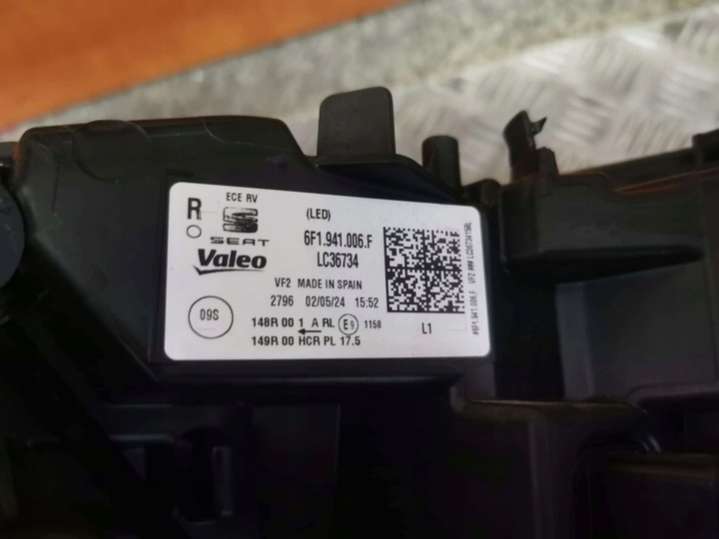 R
ECE RV
(LED)
SEAT
6F1.941.006.F
Valeo
LC36734
VF2 MADE IN SPAIN
2796 02/05/24 15:52
09S
148R 00 1 A RL E9 1158
149R 00 HCR PL 17.5
L1